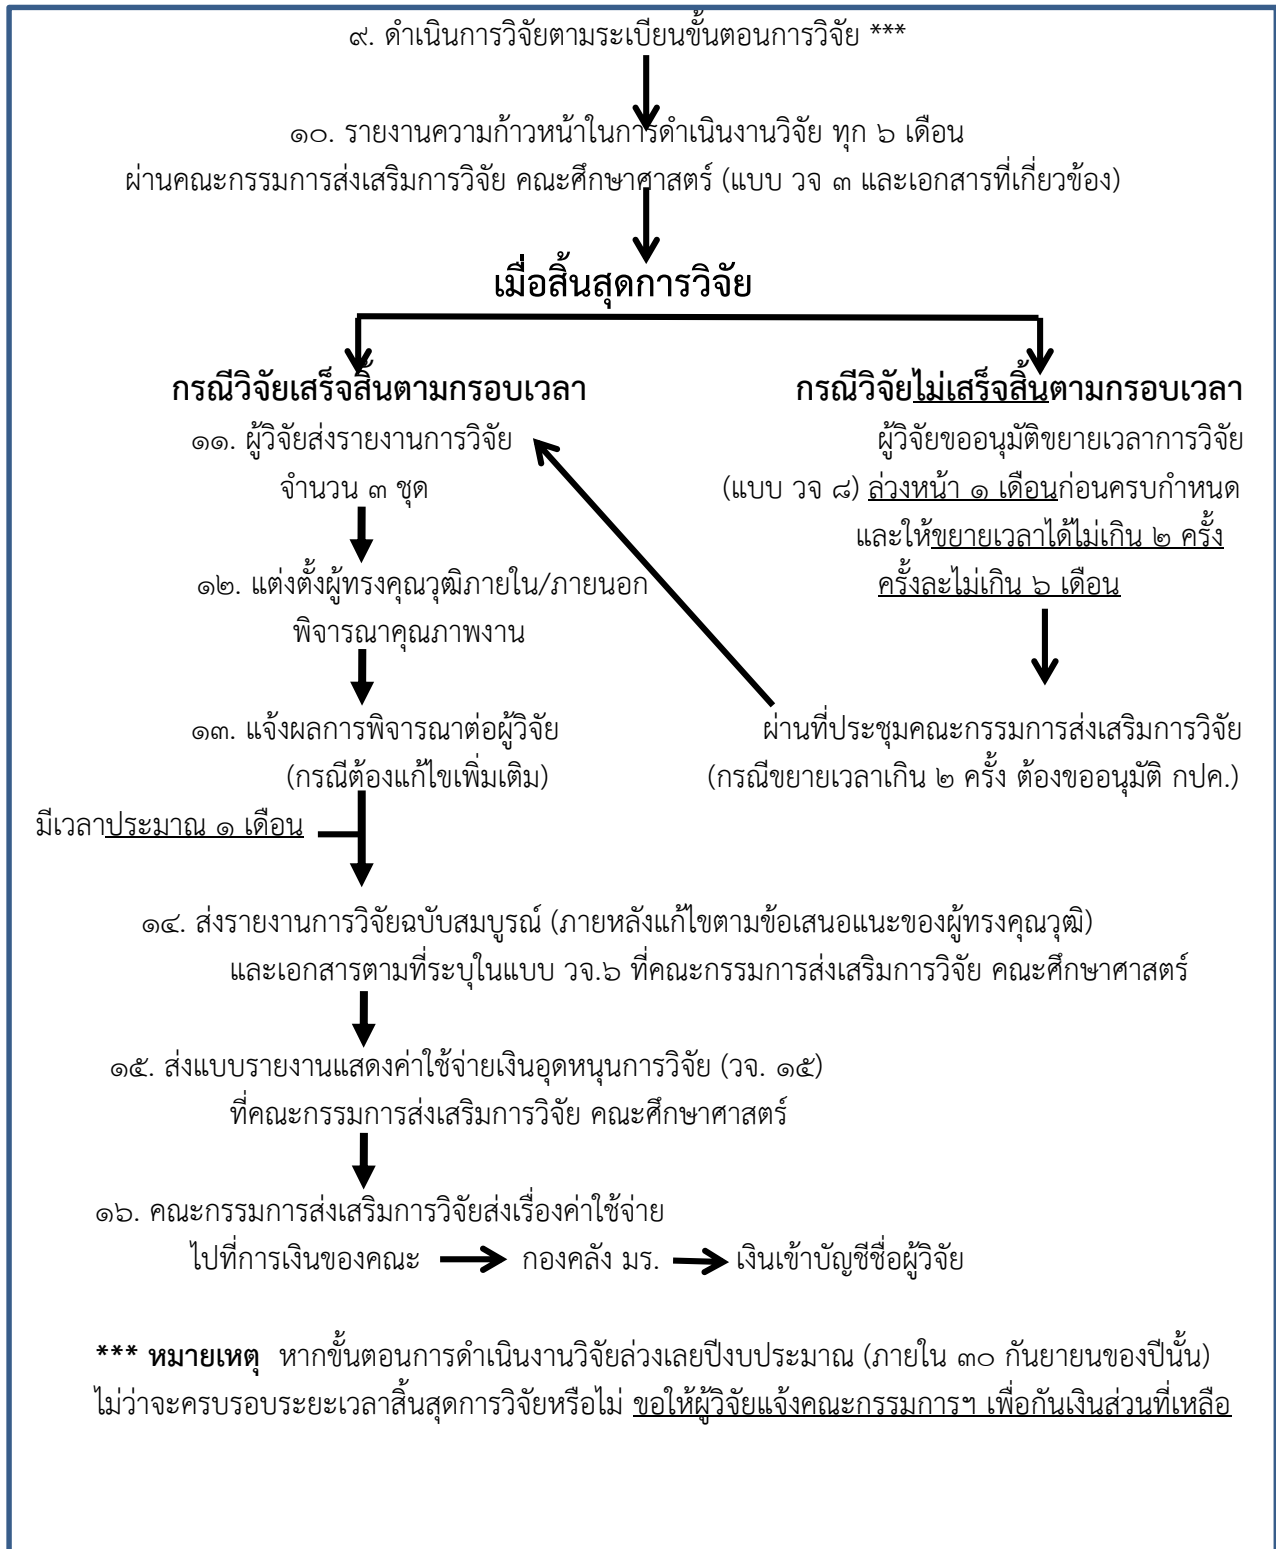 ๙. ดำเนินการวิจัยตามระเบียนขั้นตอนการวิจัย ***
๑๐. รายงานความก้าวหน้าในการดำเนินงานวิจัย ทุก ๖ เดือน
ผ่านคณะกรรมการส่งเสริมการวิจัย คณะศึกษาศาสตร์ (แบบ วจ ๓ และเอกสารที่เกี่ยวข้อง)
เมื่อสิ้นสุดการวิจัย
กรณีวิจัยเสร็จสิ้นตามกรอบเวลา
๑๑. ผู้วิจัยส่งรายงานการวิจัย
จำนวน ๓ ชุด
๑๒. แต่งตั้งผู้ทรงคุณวุฒิภายใน/ภายนอก
พิจารณาคุณภาพงาน
๑๓. แจ้งผลการพิจารณาต่อผู้วิจัย
(กรณีต้องแก้ไขเพิ่มเติม)
มีเวลาประมาณ ๑ เดือน
กรณีวิจัยไม่เสร็จสิ้นตามกรอบเวลา
ผู้วิจัยขออนุมัติขยายเวลาการวิจัย
(แบบ วจ ๘) ล่วงหน้า ๑ เดือนก่อนครบกำหนด
และให้ขยายเวลาได้ไม่เกิน ๒ ครั้ง
ครั้งละไม่เกิน ๖ เดือน
ผ่านที่ประชุมคณะกรรมการส่งเสริมการวิจัย
(กรณีขยายเวลาเกิน ๒ ครั้ง ต้องขออนุมัติ กปค.)
๑๔. ส่งรายงานการวิจัยฉบับสมบูรณ์ (ภายหลังแก้ไขตามข้อเสนอแนะของผู้ทรงคุณวุฒิ)
และเอกสารตามที่ระบุในแบบ วจ.๖ ที่คณะกรรมการส่งเสริมการวิจัย คณะศึกษาศาสตร์
๑๕. ส่งแบบรายงานแสดงค่าใช้จ่ายเงินอุดหนุนการวิจัย (วจ. ๑๕)
ที่คณะกรรมการส่งเสริมการวิจัย คณะศึกษาศาสตร์
๑๖. คณะกรรมการส่งเสริมการวิจัยส่งเรื่องค่าใช้จ่าย
ไปที่การเงินของคณะ กองคลัง มร. เงินเข้าบัญชีชื่อผู้วิจัย
*** หมายเหตุ หากขั้นตอนการดำเนินงานวิจัยล่วงเลยปีงบประมาณ (ภายใน ๓๐ กันยายนของปีนั้น)
ไม่ว่าจะครบรอบระยะเวลาสิ้นสุดการวิจัยหรือไม่ ขอให้ผู้วิจัยแจ้งคณะกรรมการฯ เพื่อกันเงินส่วนที่เหลือ